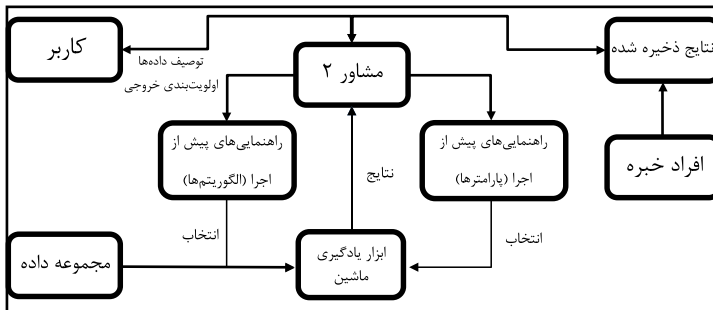 نتایج ذخیره شده
کاربر
توصیف داده‌ها
اولویت‌بندی خروجی
مشاور ۲
راهنمایی‌های پیش از
اجرا (پارامترها)
راهنمایی‌های پیش از
اجرا (الگوریتم‌ها)
افراد خبره
نتایج
انتخاب
انتخاب
ابزار یادگیری
ماشین
مجموعه داده